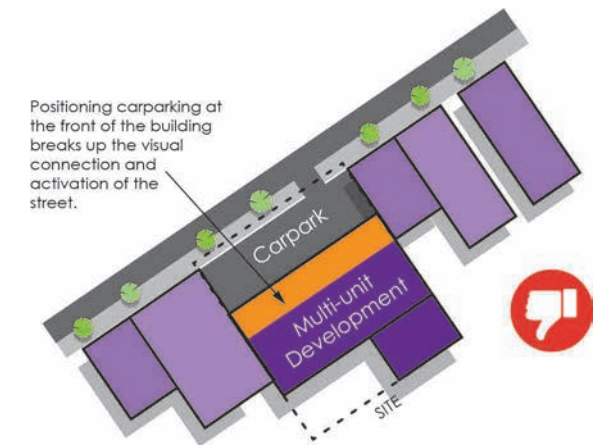 Positioning carparking at
the front of the building
breaks up the visual
connection and
activation of the
street.
Carpark
Multi-unit
Development
SITE